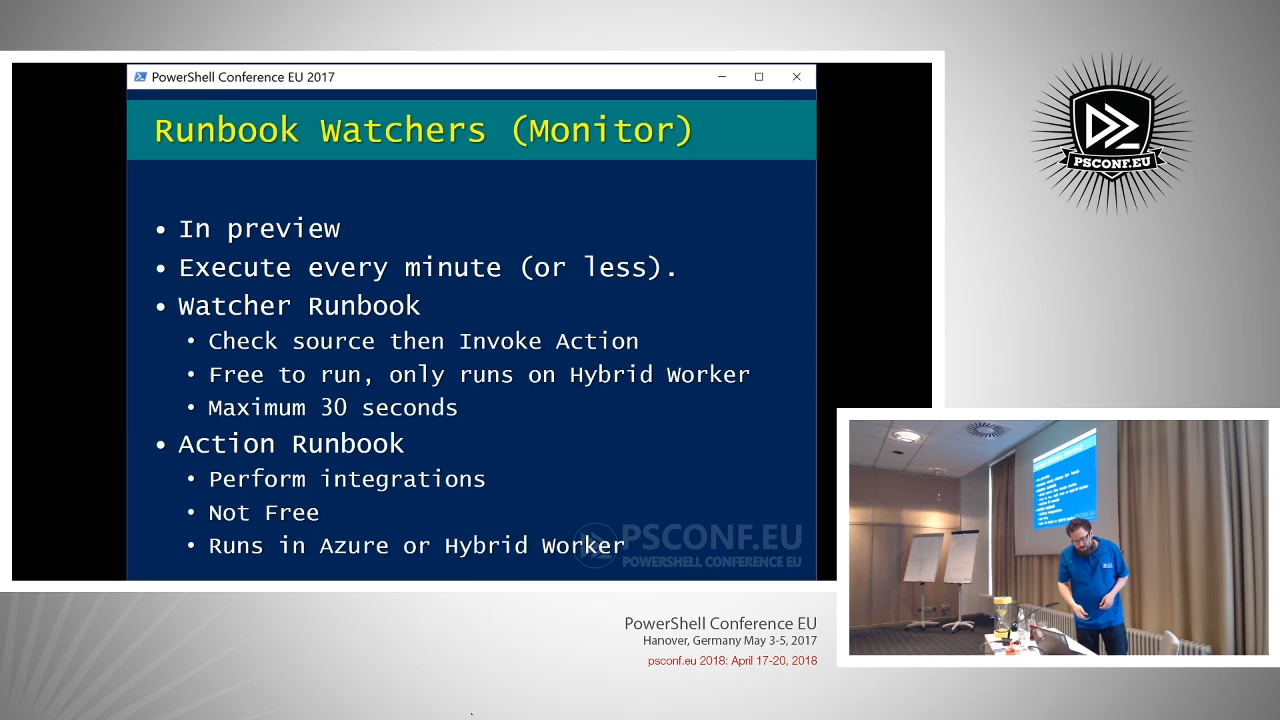 PowerShell Conference EU 2017
Runbook Watchers (Monitor)
• In preview
• Execute every minute (or less).
• Watcher Runbook
• Check source then Invoke Action
• Free to run, only runs on Hybrid Worker
• Maximum 30 seconds
• Action Runbook
• Perform integrations
• Not Free
• Runs in Azure or Hybrid Worker
PSCONF.EU
POWERSHELL CONFERENCE EU
PSCONF.EU
PowerShell Conference EU
Hanover, Germany May 3-5, 2017
psconf.eu 2018: April 17-20, 2018